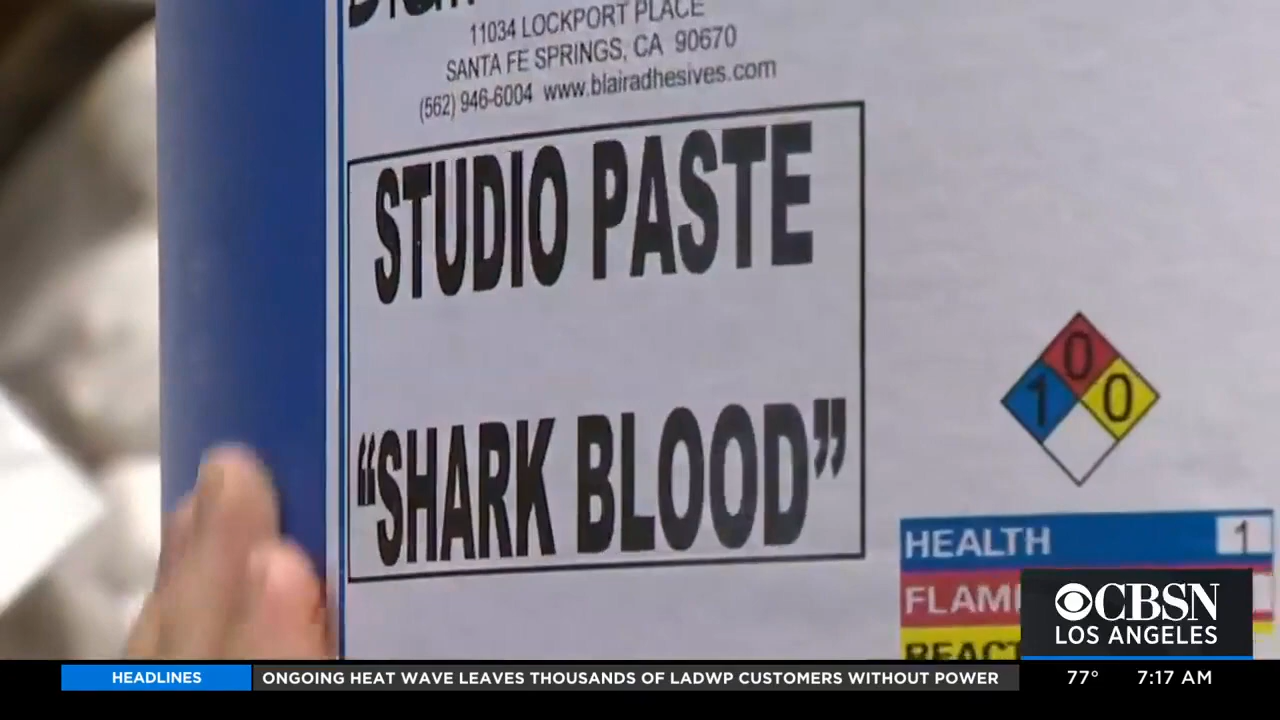 11034 LOCKPORT PLACE
SANTA FE SPRINGS, CA 90670
(562) 946-6004 www.blairadhesives.com
STUDIO PASTE
“SHARK BLOOD”
0
1 0
HEALTH 1
FLAM
REACT
CBSN
LOS ANGELES
HEADLINES ONGOING HEAT WAVE LEAVES THOUSANDS OF LADWP CUSTOMERS WITHOUT POWER 77° 7:17 AM